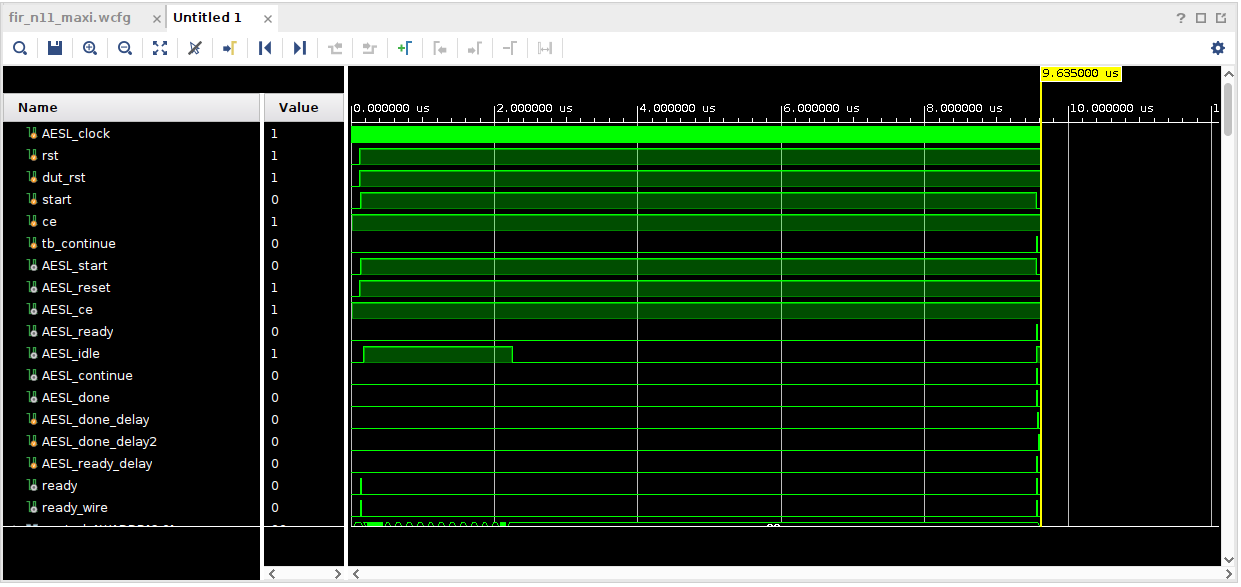 fir_n11_maxi.wcfg × Untitled 1 ×
9.635000 us
Name Value
0.000000 us 2.000000 us 4.000000 us 6.000000 us 8.000000 us 10.000000 us 1
AESL_clock 1
rst 1
dut_rst 1
start 0
ce 1
tb_continue 0
AESL_start 0
AESL_reset 1
AESL_ce 1
AESL_ready 0
AESL_idle 1
AESL_continue 0
AESL_done 0
AESL_done_delay 0
AESL_done_delay2 0
AESL_ready_delay 0
ready 0
ready_wire 0